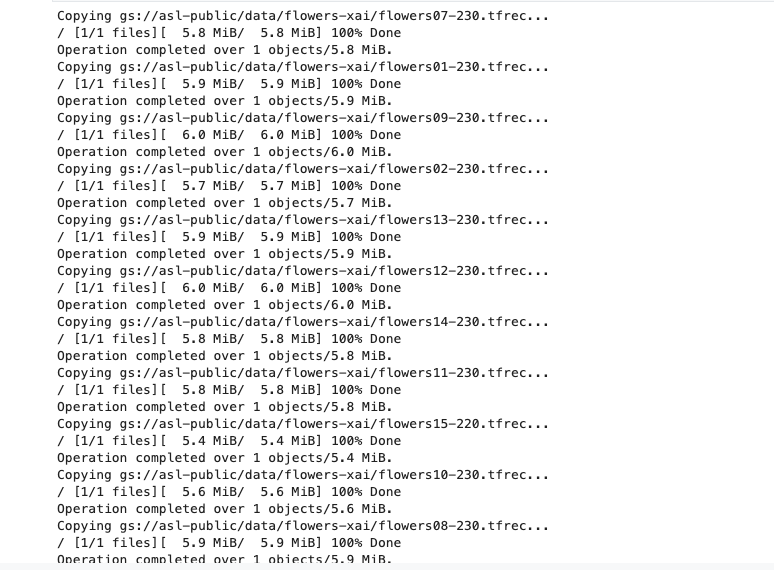 Copying gs://asl-public/data/flowers-xai/flowers07-230.tfrec...
/ [1/1 files][  5.8 MiB/  5.8 MiB] 100% Done
Operation completed over 1 objects/5.8 MiB.
Copying gs://asl-public/data/flowers-xai/flowers01-230.tfrec...
/ [1/1 files][  5.9 MiB/  5.9 MiB] 100% Done
Operation completed over 1 objects/5.9 MiB.
Copying gs://asl-public/data/flowers-xai/flowers09-230.tfrec...
/ [1/1 files][  6.0 MiB/  6.0 MiB] 100% Done
Operation completed over 1 objects/6.0 MiB.
Copying gs://asl-public/data/flowers-xai/flowers02-230.tfrec...
/ [1/1 files][  5.7 MiB/  5.7 MiB] 100% Done
Operation completed over 1 objects/5.7 MiB.
Copying gs://asl-public/data/flowers-xai/flowers13-230.tfrec...
/ [1/1 files][  5.9 MiB/  5.9 MiB] 100% Done
Operation completed over 1 objects/5.9 MiB.
Copying gs://asl-public/data/flowers-xai/flowers12-230.tfrec...
/ [1/1 files][  6.0 MiB/  6.0 MiB] 100% Done
Operation completed over 1 objects/6.0 MiB.
Copying gs://asl-public/data/flowers-xai/flowers14-230.tfrec...
/ [1/1 files][  5.8 MiB/  5.8 MiB] 100% Done
Operation completed over 1 objects/5.8 MiB.
Copying gs://asl-public/data/flowers-xai/flowers11-230.tfrec...
/ [1/1 files][  5.8 MiB/  5.8 MiB] 100% Done
Operation completed over 1 objects/5.8 MiB.
Copying gs://asl-public/data/flowers-xai/flowers15-220.tfrec...
/ [1/1 files][  5.4 MiB/  5.4 MiB] 100% Done
Operation completed over 1 objects/5.4 MiB.
Copying gs://asl-public/data/flowers-xai/flowers10-230.tfrec...
/ [1/1 files][  5.6 MiB/  5.6 MiB] 100% Done
Operation completed over 1 objects/5.6 MiB.
Copying gs://asl-public/data/flowers-xai/flowers08-230.tfrec...
/ [1/1 files][  5.9 MiB/  5.9 MiB] 100% Done
Operation completed over 1 objects/5.9 MiB.